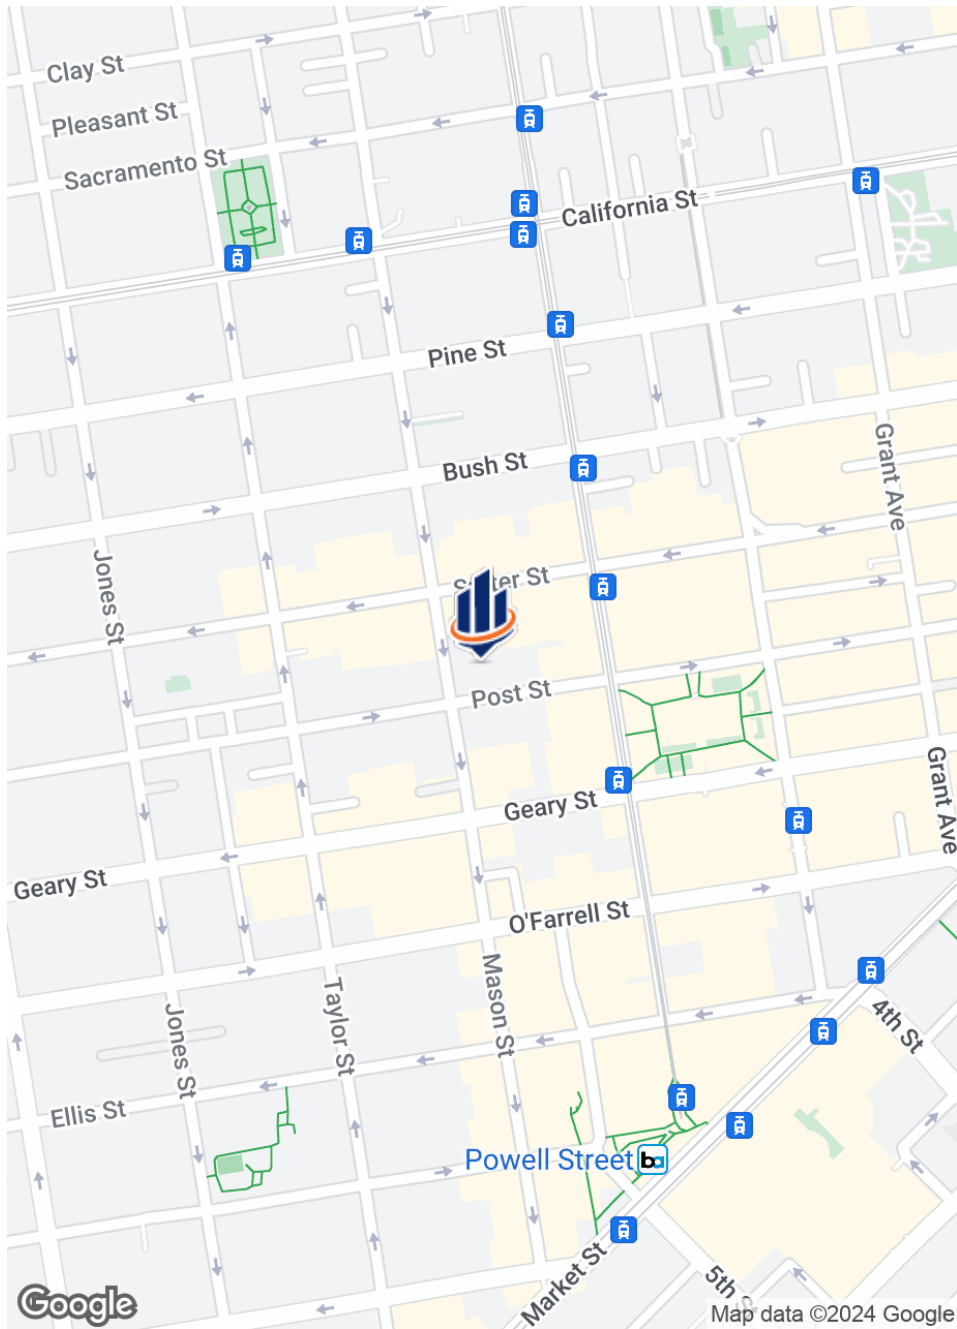 Clay St
Pleasant St
Sacramento St
California St
Pine St
Bush St
Grant Ave
Jones St
Post St
Geary St
Grant Ave
Geary St
O'Farrell St
Mason St
Taylor St
Jones St
4th St
Ellis St
Powell Street
ba
Market St
5th
Google
Map data ©2024 Google